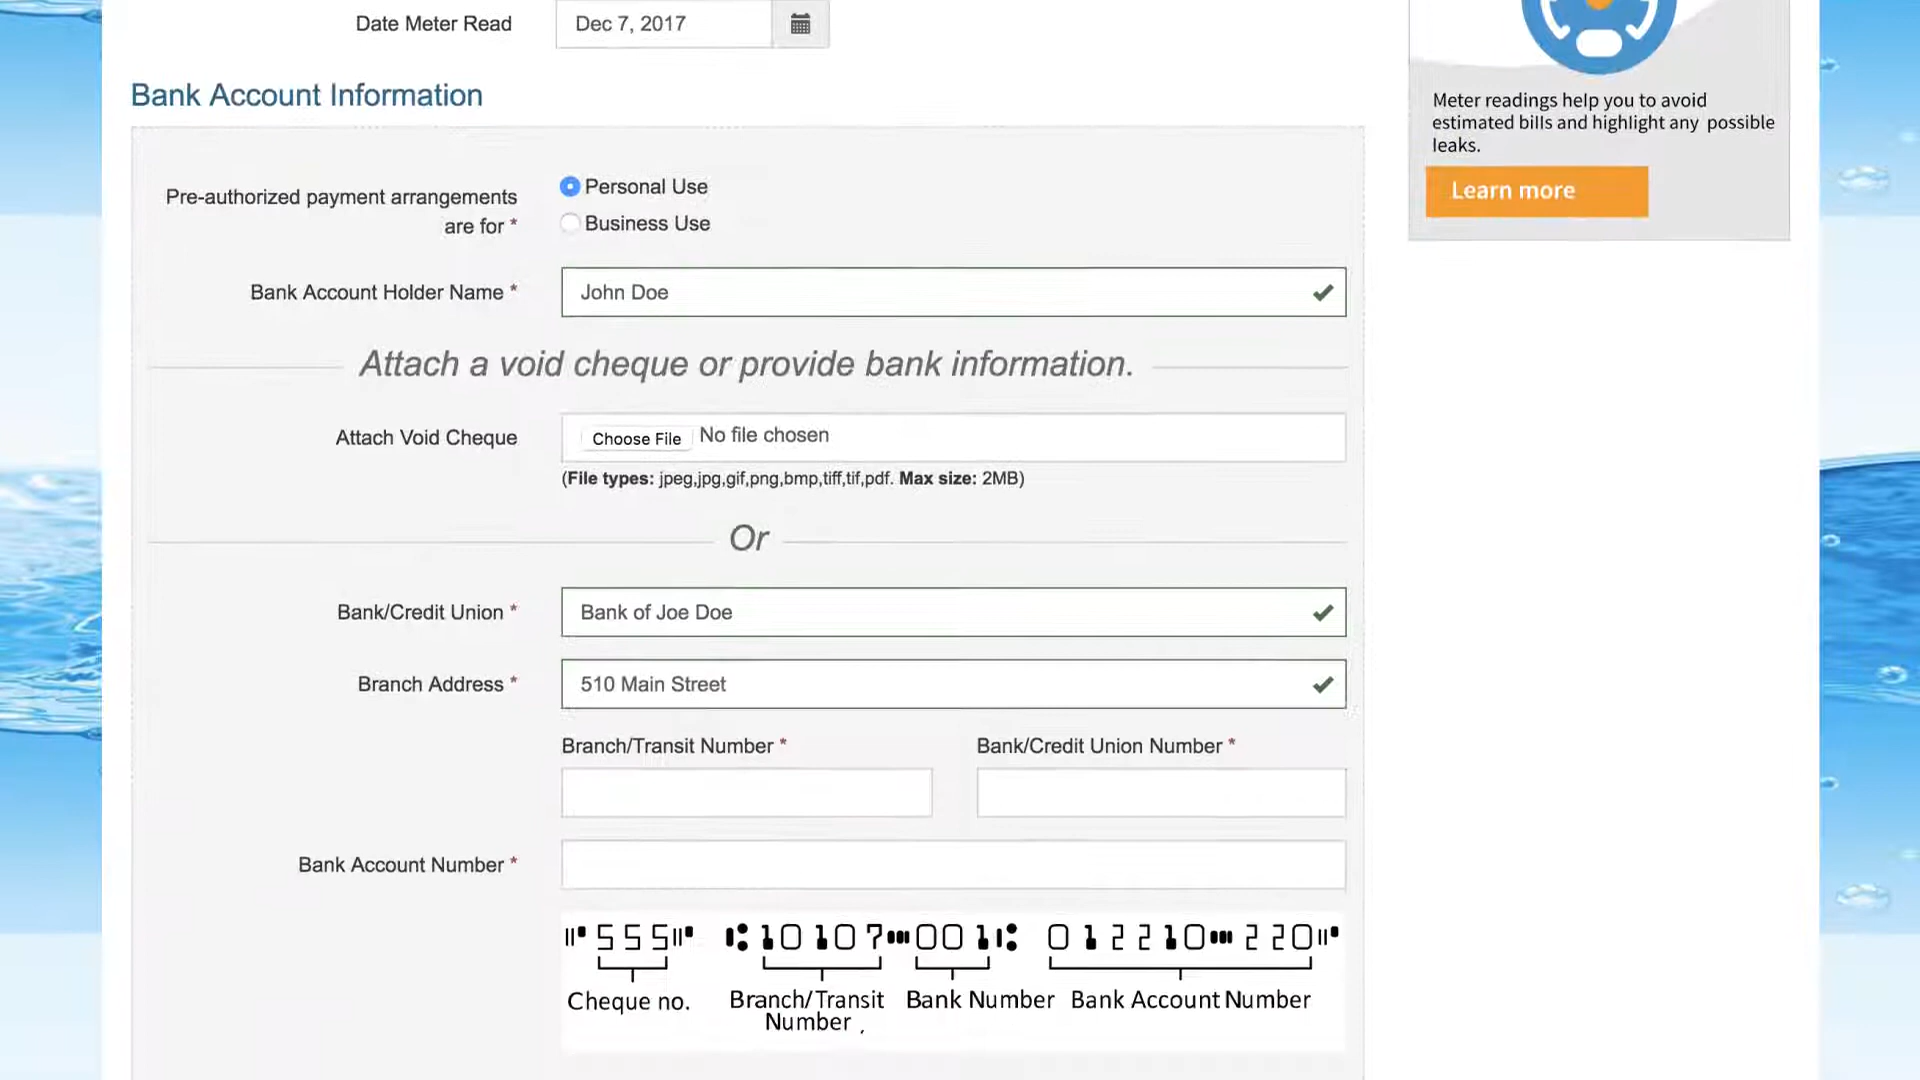 Date Meter Read Dec 7, 2017
Bank Account Information
Pre-authorized payment arrangements
are for *
Personal Use
Business Use
Bank Account Holder Name * John Doe
Attach a void cheque or provide bank information.
Attach Void Cheque Choose File No file chosen
(File types: jpeg,jpg,gif,png,bmp,tiff,tif,pdf. Max size: 2MB)
Or
Bank/Credit Union * Bank of Joe Doe
Branch Address * 510 Main Street
Branch/Transit Number * Bank/Credit Union Number *
Bank Account Number *
⑈555⑈ ⑆10107⑉001⑆ 012210⑉220⑈
Cheque no. Branch/Transit Bank Number Bank Account Number
Number ,
Meter readings help you to avoid
estimated bills and highlight any possible
leaks.
Learn more